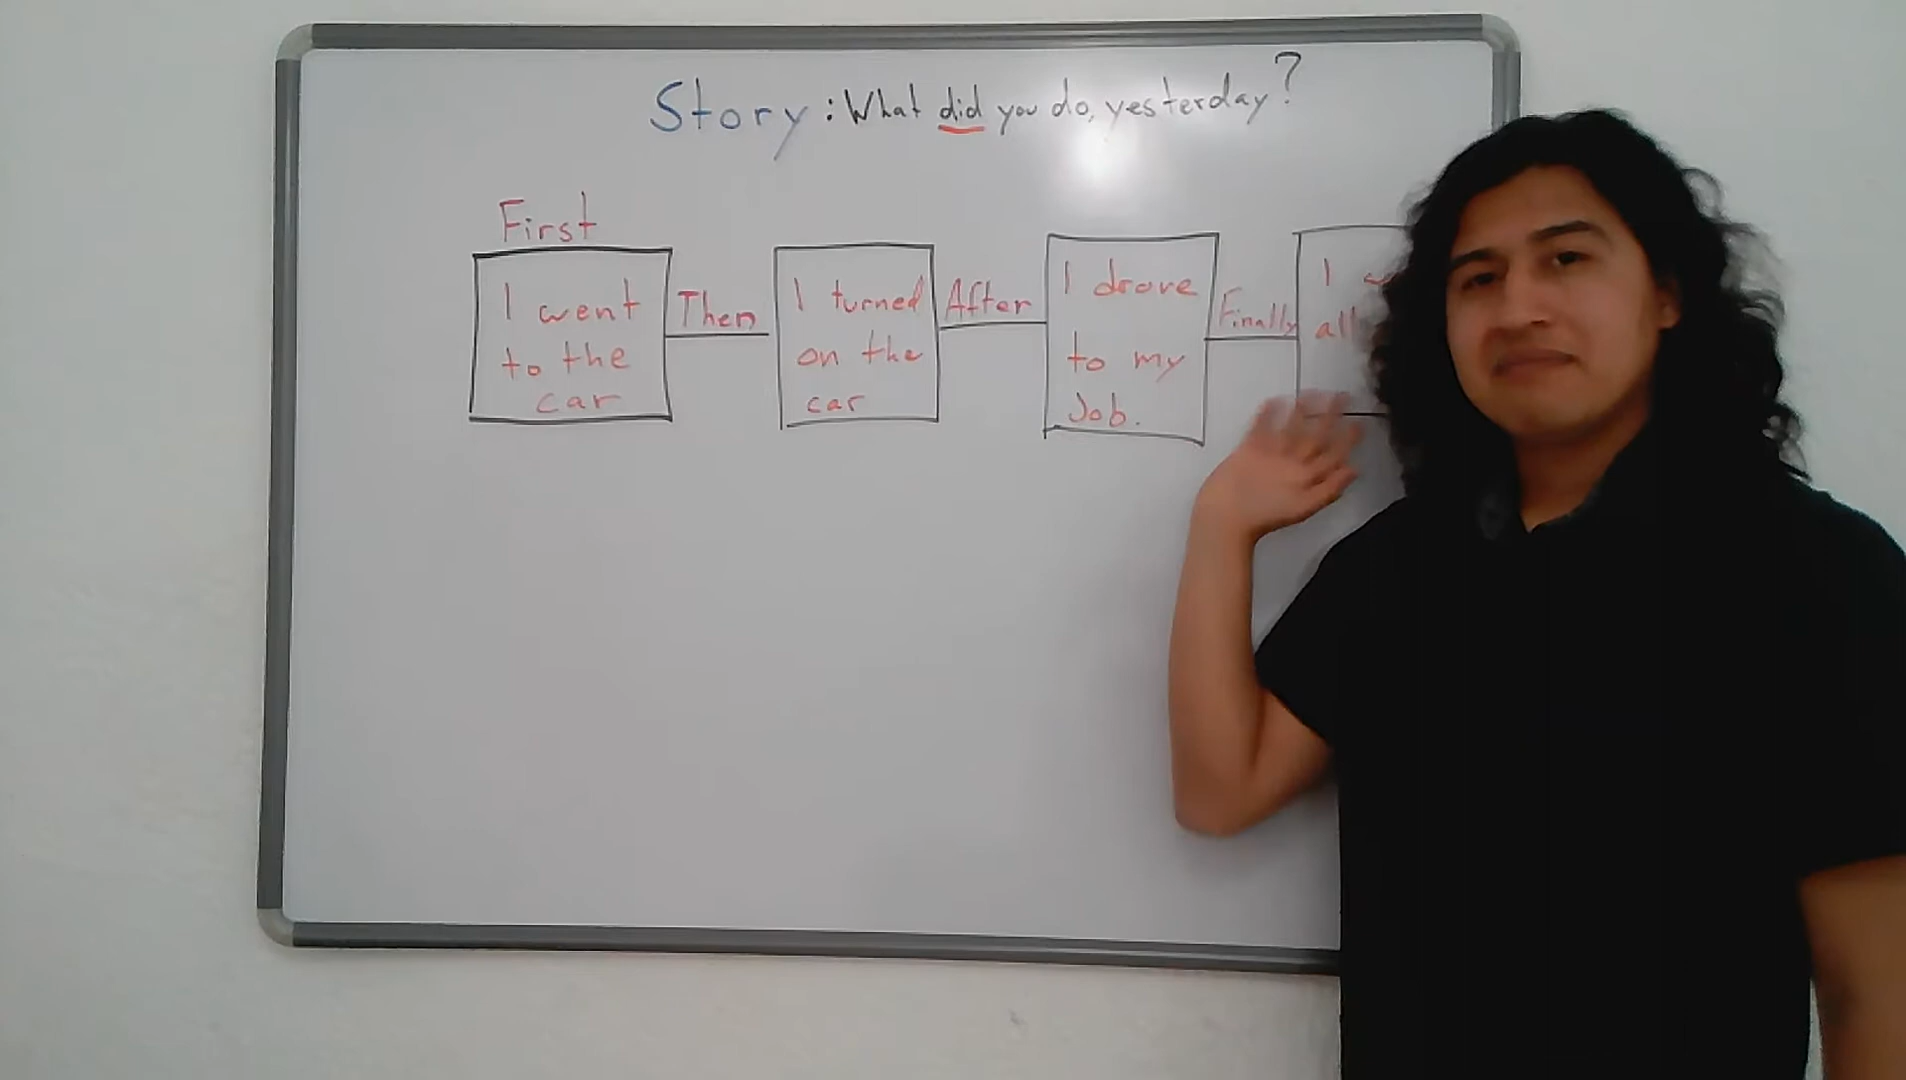 Story: What did you do, yesterday?
First
I went
to the
car
Then
I turned
on the
car
After
I drove
to my
Job.
Finally
I
all